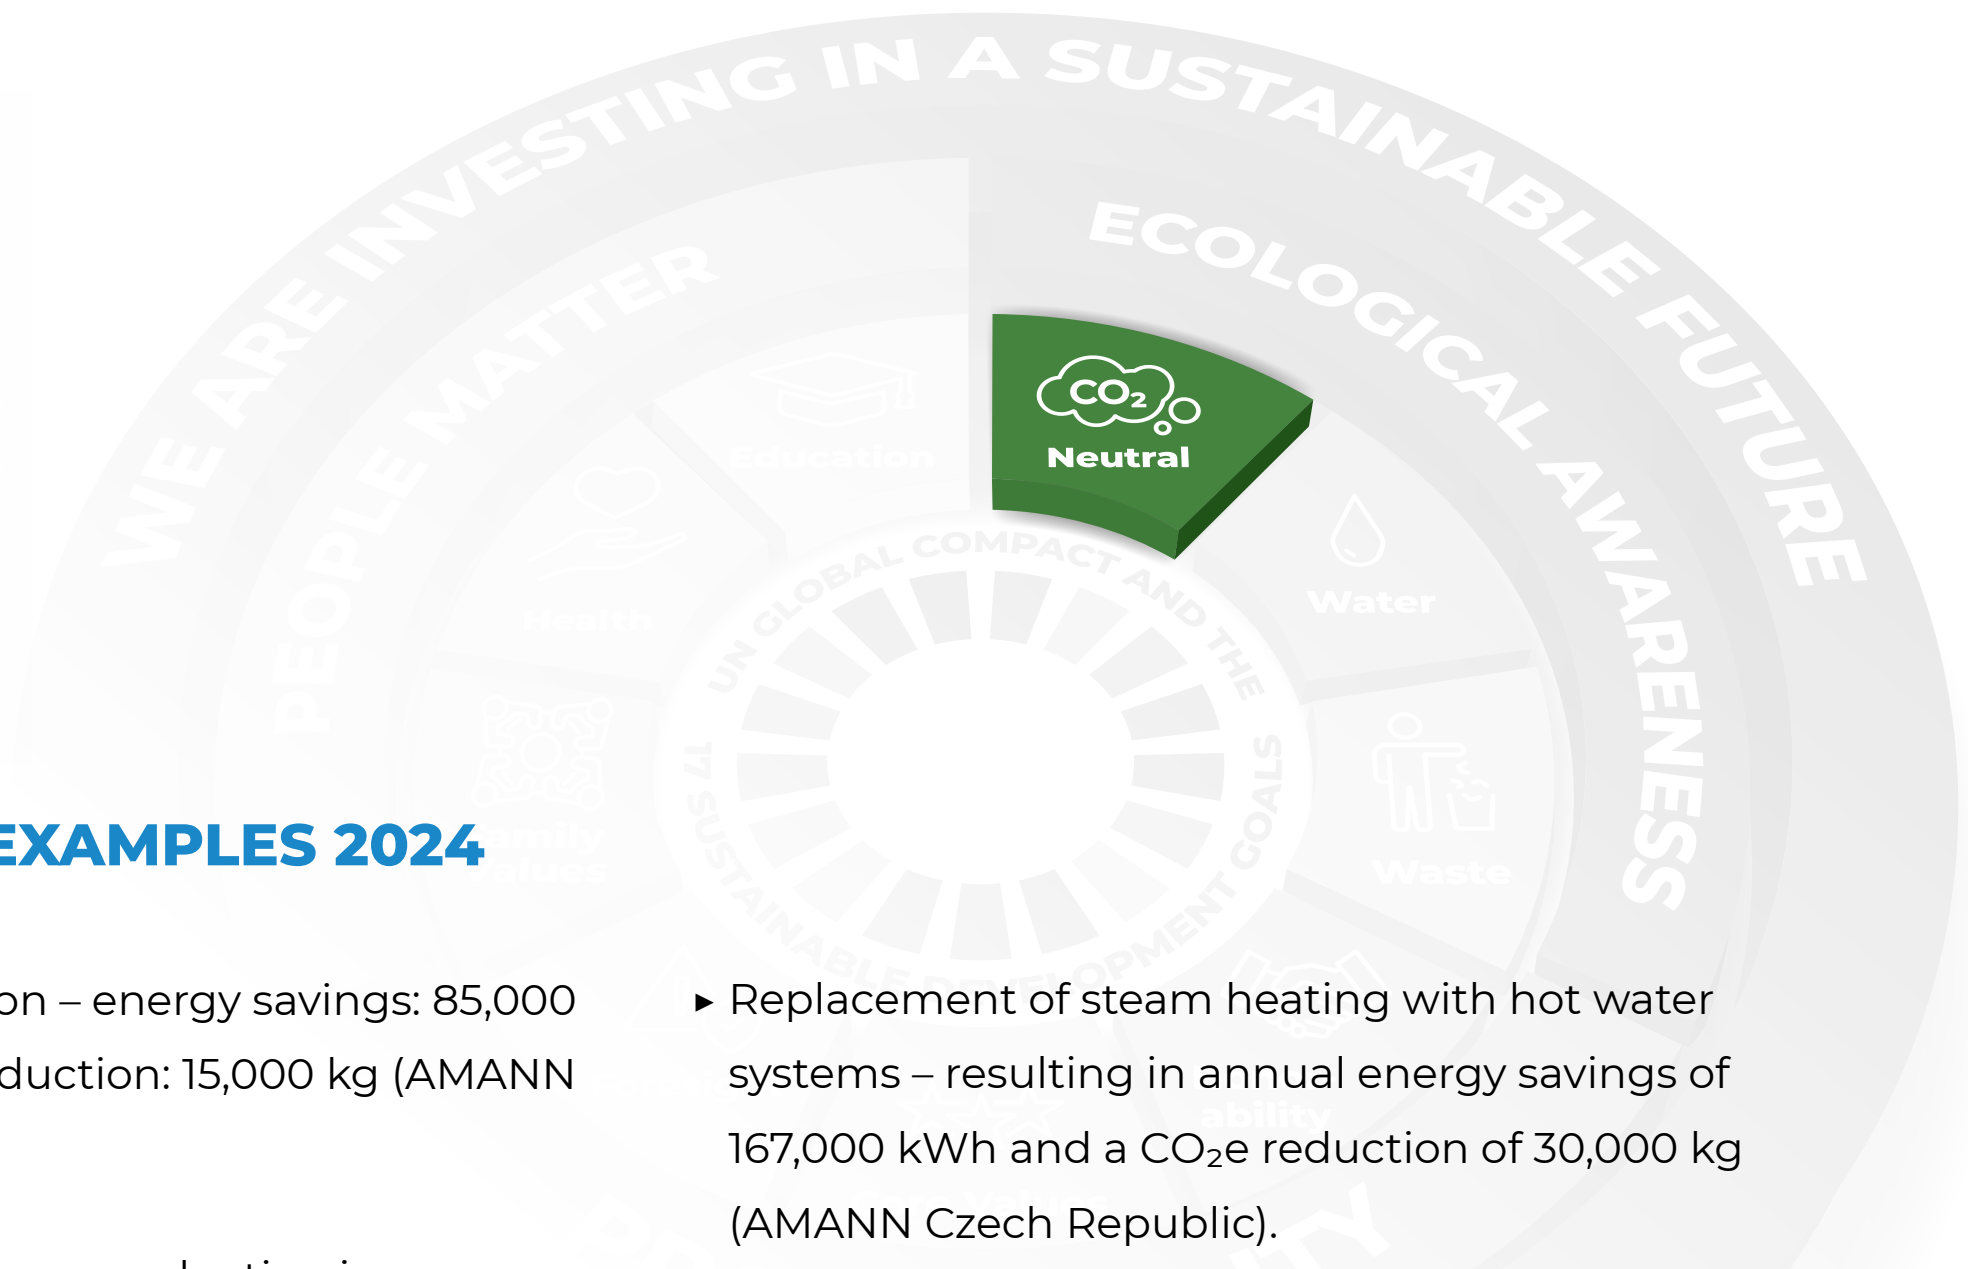 WE ARE INVESTING IN A SUSTAINABLE FUTURE
PEOPLE MATTER
ECOLOGICAL AWARENESS
Education
CO₂
Neutral
Health
Water
Waste
UN GLOBAL COMPACT AND THE
17 SUSTAINABLE DEVELOPMENT GOALS
EXAMPLES 2024
energy savings: 85,000
15,000 kg (AMANN
▸ Replacement of steam heating with hot water
systems – resulting in annual energy savings of
167,000 kWh and a CO₂e reduction of 30,000 kg
(AMANN Czech Republic).
ability
Core Values